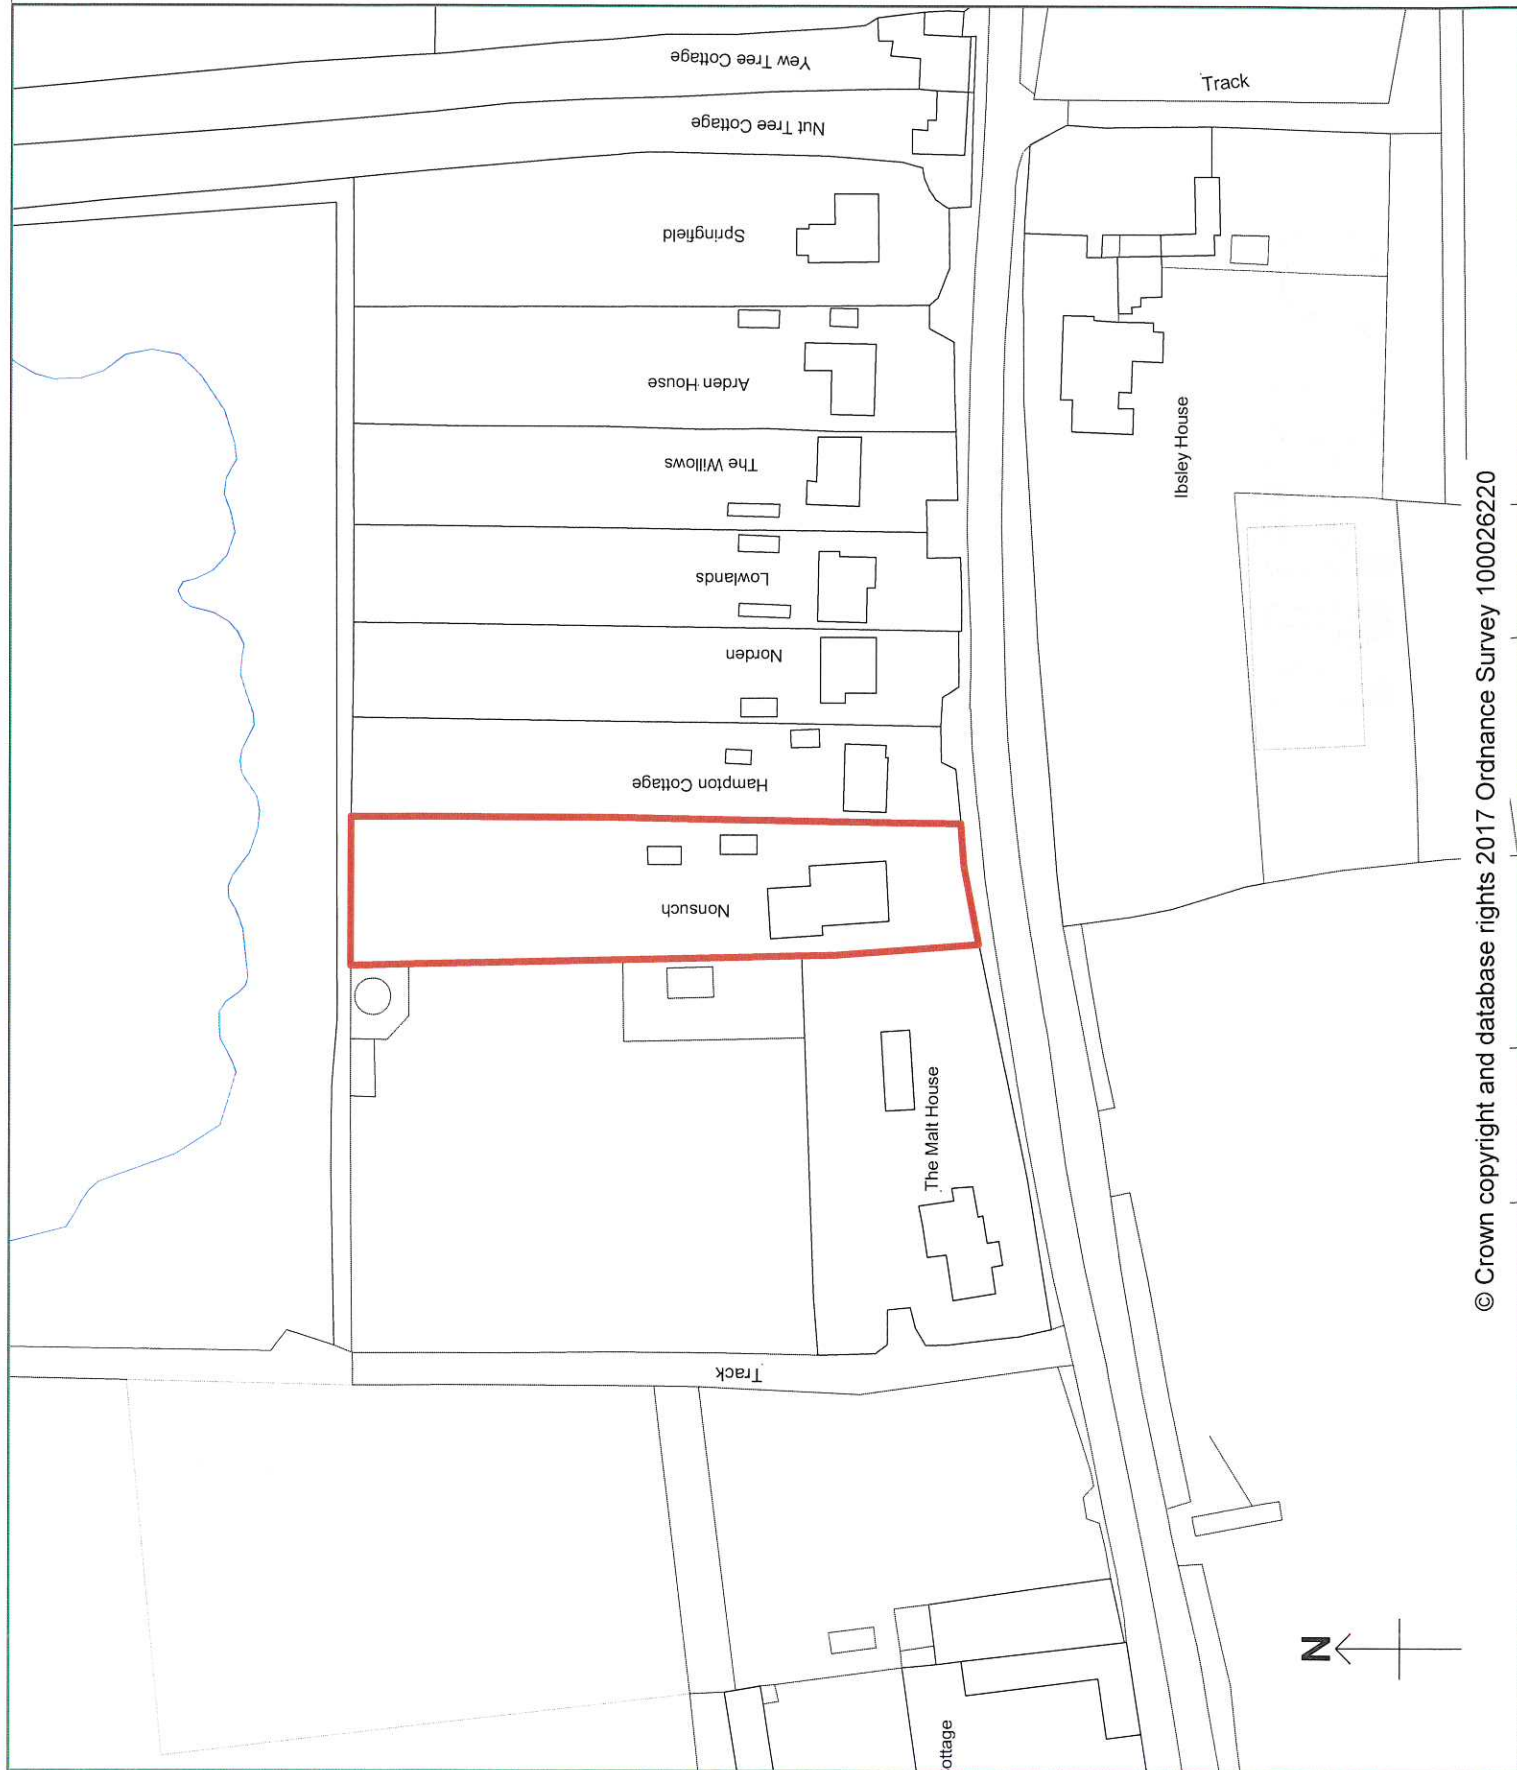 Yew Tree Cottage
Nut Tree Cottage
Track
Springfield
Arden House
The Willows
Ibsley House
Lowlands
Norden
Hampton Cottage
Nonsuch
The Malt House
Track
ottage
N
© Crown copyright and database rights 2017 Ordnance Survey 100026220